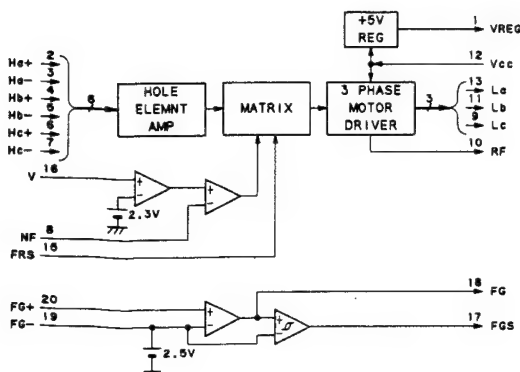 +5V
REG
1
VREG
12
Vcc
2
Ha+
3
Ha-
4
Hb+
5
Hb-
6
Hc+
7
Hc-
6
HOLE
ELEMNT
AMP
MATRIX
3 PHASE
MOTOR
DRIVER
3
13
La
11
Lb
9
Lc
10
RF
V
16
+
-
2.3V
+
-
NF
8
FRS
15
FG+
20
FG-
19
+
-
2.5V
+
-
18
FG
17
FGS